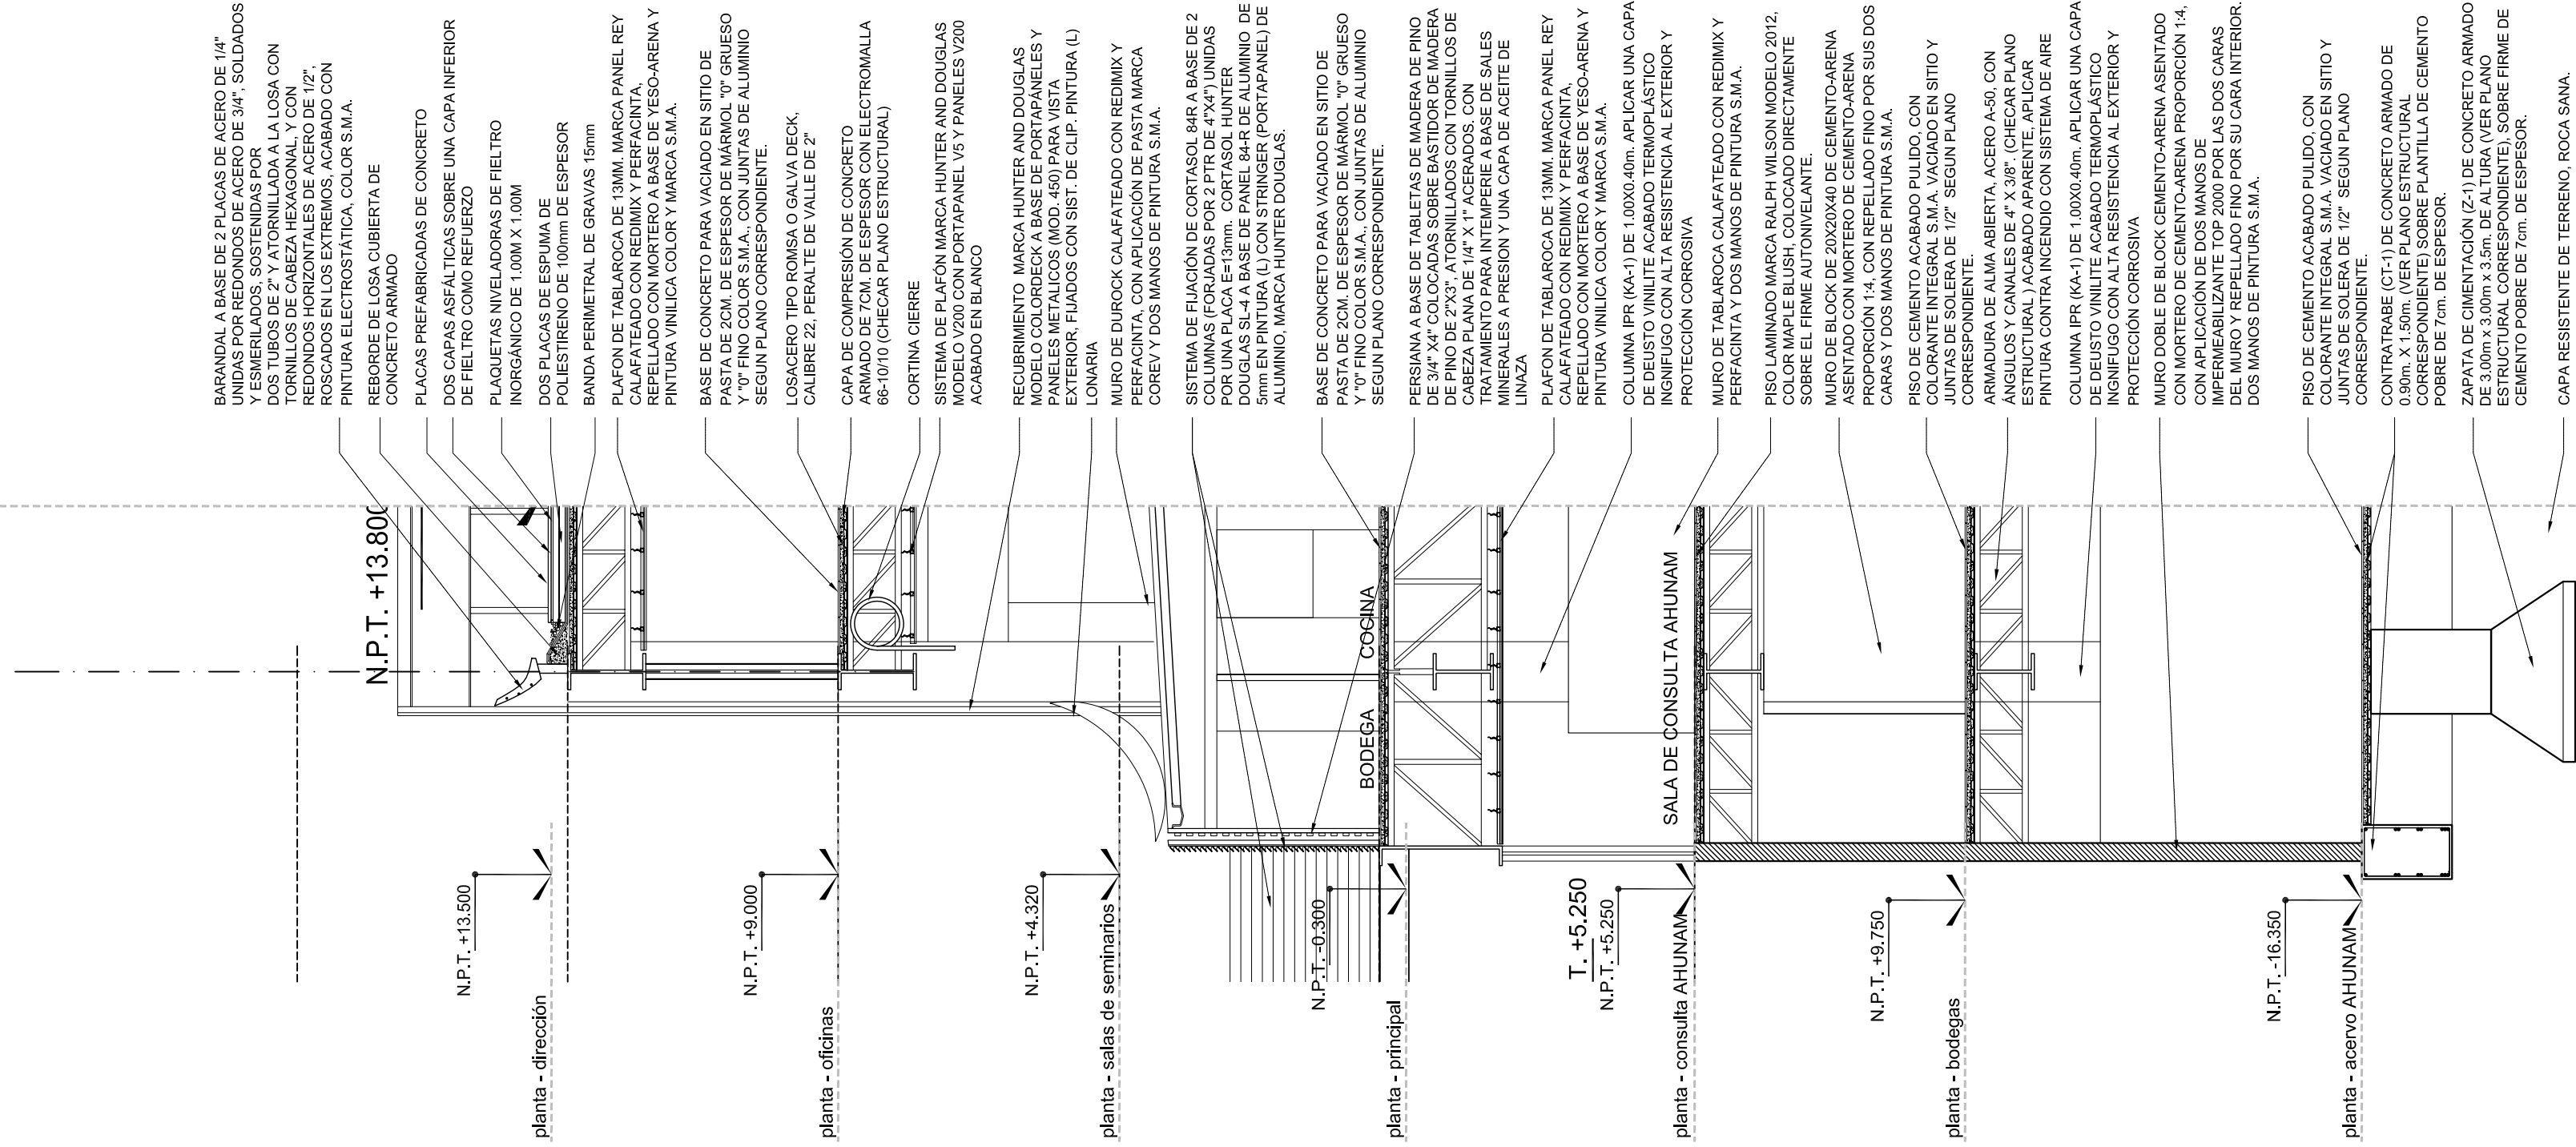 BARANDAL A BASE DE 2 PLACAS DE ACERO DE 1/4"
UNIDAS POR REDONDOS DE ACERO DE 3/4", SOLDADOS
Y ESMERILADOS, SOSTENIDAS POR
DOS TUBOS DE 2" Y ATORNILLADA A LA LOSA CON
TORNILLOS DE CABEZA HEXAGONAL, Y CON
REDONDOS HORIZONTALES DE ACERO DE 1/2",
ROSCADOS EN LOS EXTREMOS, ACABADO CON
PINTURA ELECTROSTÁTICA, COLOR S.M.A.
REBORDE DE LOSA CUBIERTA DE
CONCRETO ARMADO
PLACAS PREFABRICADAS DE CONCRETO
DOS CAPAS ASFÁLTICAS SOBRE UNA CAPA INFERIOR
DE FIELTRO COMO REFUERZO
PLAQUETAS NIVELADORAS DE FIELTRO
INORGÁNICO DE 1.00M X 1.00M
DOS PLACAS DE ESPUMA DE
POLIESTIRENO DE 100mm DE ESPESOR
BANDA PERIMETRAL DE GRAVAS 15mm
PLAFON DE TABLAROCA DE 13MM. MARCA PANEL REY
CALAFATEADO CON REDIMIX Y PERFACINTA,
REPELLADO CON MORTERO A BASE DE YESO-ARENA Y
PINTURA VINILICA COLOR Y MARCA S.M.A.
BASE DE CONCRETO PARA VACIADO EN SITIO DE
PASTA DE 2CM. DE ESPESOR DE MÁRMOL "0" GRUESO
Y "0" FINO COLOR S.M.A., CON JUNTAS DE ALUMINIO
SEGUN PLANO CORRESPONDIENTE.
LOSACERO TIPO ROMSA O GALVA DECK,
CALIBRE 22, PERALTE DE VALLE DE 2"
CAPA DE COMPRESIÓN DE CONCRETO
ARMADO DE 7CM. DE ESPESOR CON ELECTROMALLA
66-10/10 (CHECAR PLANO ESTRUCTURAL)
CORTINA CIERRE
SISTEMA DE PLAFÓN MARCA HUNTER AND DOUGLAS
MODELO V200 CON PORTAPANEL V5 Y PANELES V200
ACABADO EN BLANCO
RECUBRIMIENTO  MARCA HUNTER AND DOUGLAS
MODELO COLORDECK A BASE DE PORTAPÁNELES Y
PANELES METALICOS (MOD. 450) PARA VISTA
EXTERIOR, FIJADOS CON SIST. DE CLIP. PINTURA (L)
LONARIA
MURO DE DUROCK CALAFATEADO CON REDIMIX Y
PERFACINTA, CON APLICACIÓN DE PASTA MARCA
COREV Y DOS MANOS DE PINTURA S.M.A.
SISTEMA DE FIJACIÓN DE CORTASOL 84R A BASE DE 2
COLUMNAS (FORJADAS POR 2 PTR DE 4"X4") UNIDAS
POR UNA PLACA E=13mm. CORTASOL HUNTER
DOUGLAS SL-4 A BASE DE PANEL 84-R DE ALUMINIO DE
5mm EN PINTURA (L) CON STRINGER (PORTAPANEL) DE
ALUMINIO, MARCA HUNTER DOUGLAS.
BASE DE CONCRETO PARA VACIADO EN SITIO DE
PASTA DE 2CM. DE ESPESOR DE MÁRMOL "0" GRUESO
Y "0" FINO COLOR S.M.A., CON JUNTAS DE ALUMINIO
SEGUN PLANO CORRESPONDIENTE.
PERSIANA A BASE DE TABLETAS DE MADERA DE PINO
DE 3/4" X4" COLOCADAS SOBRE BASTIDOR DE MADERA
DE PINO DE 2"X3", ATORNILLADOS CON TORNILLOS DE
CABEZA PLANA DE 1/4" X 1" ACERADOS, CON
TRATAMIENTO PARA INTEMPERIE A BASE DE SALES
MINERALES A PRESION Y UNA CAPA DE ACEITE DE
LINAZA
PLAFON DE TABLAROCA DE 13MM. MARCA PANEL REY
CALAFATEADO CON REDIMIX Y PERFACINTA,
REPELLADO CON MORTERO A BASE DE YESO-ARENA Y
PINTURA VINILICA COLOR Y MARCA S.M.A.
COLUMNA IPR (KA-1) DE 1.00X0.40m. APLICAR UNA CAPA
DE DEUSTO VINILITE ACABADO TERMOPLÁSTICO
INGNIFUGO CON ALTA RESISTENCIA AL EXTERIOR Y
PROTECCIÓN CORROSIVA
MURO DE TABLAROCA CALAFATEADO CON REDIMIX Y
PERFACINTA Y DOS MANOS DE PINTURA S.M.A.
PISO LAMINADO MARCA RALPH WILSON MODELO 2012,
COLOR MAPLE BLUSH, COLOCADO DIRECTAMENTE
SOBRE EL FIRME AUTONIVELANTE.
MURO DE BLOCK DE 20X20X40 DE CEMENTO-ARENA
ASENTADO CON MORTERO DE CEMENTO-ARENA
PROPORCIÓN 1:4, CON REPELLADO FINO POR SUS DOS
CARAS Y DOS MANOS DE PINTURA S.M.A.
PISO DE CEMENTO ACABADO PULIDO, CON
COLORANTE INTEGRAL S.M.A. VACIADO EN SITIO Y
JUNTAS DE SOLERA DE 1/2"  SEGUN PLANO
CORRESPONDIENTE.
ARMADURA DE ALMA ABIERTA, ACERO A-50, CON
ÁNGULOS Y CANALES DE 4" X 3/8". (CHECAR PLANO
ESTRUCTURAL) ACABADO APARENTE, APLICAR
PINTURA CONTRA INCENDIO CON SISTEMA DE AIRE
COLUMNA IPR (KA-1) DE 1.00X0.40m. APLICAR UNA CAPA
DE DEUSTO VINILITE ACABADO TERMOPLÁSTICO
INGNIFUGO CON ALTA RESISTENCIA AL EXTERIOR Y
PROTECCIÓN CORROSIVA
MURO DOBLE DE BLOCK CEMENTO-ARENA ASENTADO
CON MORTERO DE CEMENTO-ARENA PROPORCIÓN 1:4,
CON APLICACIÓN DE DOS MANOS DE
IMPERMEABILIZANTE TOP 2000 POR LAS DOS CARAS
DEL MURO Y REPELLADO FINO POR SU CARA INTERIOR.
DOS MANOS DE PINTURA S.M.A.
PISO DE CEMENTO ACABADO PULIDO, CON
COLORANTE INTEGRAL S.M.A. VACIADO EN SITIO Y
JUNTAS DE SOLERA DE 1/2"  SEGUN PLANO
CORRESPONDIENTE.
CONTRATRABE (CT-1) DE CONCRETO ARMADO DE
0.90m. X 1.50m. (VER PLANO ESTRUCTURAL
CORRESPONDIENTE) SOBRE PLANTILLA DE CEMENTO
POBRE DE 7cm. DE ESPESOR.
ZAPATA DE CIMENTACIÓN (Z-1) DE CONCRETO ARMADO
DE 3.00m x 3.00m x 3.5m. DE ALTURA (VER PLANO
ESTRUCTURAL CORRESPONDIENTE), SOBRE FIRME DE
CEMENTO POBRE DE 7cm. DE ESPESOR.
CAPA RESISTENTE DE TERRENO, ROCA SANA.
N.P.T. +13.800
COCINA
BODEGA
SALA DE CONSULTA AHUNAM
N.P.T. +13.500
planta - dirección
N.P.T. +9.000
planta - oficinas
N.P.T. +4.320
planta - salas de seminarios
N.P.T. -0.300
planta - principal
T. +5.250
N.P.T. +5.250
planta - consulta AHUNAM
N.P.T. +9.750
planta - bodegas
N.P.T. -16.350
planta - acervo AHUNAM